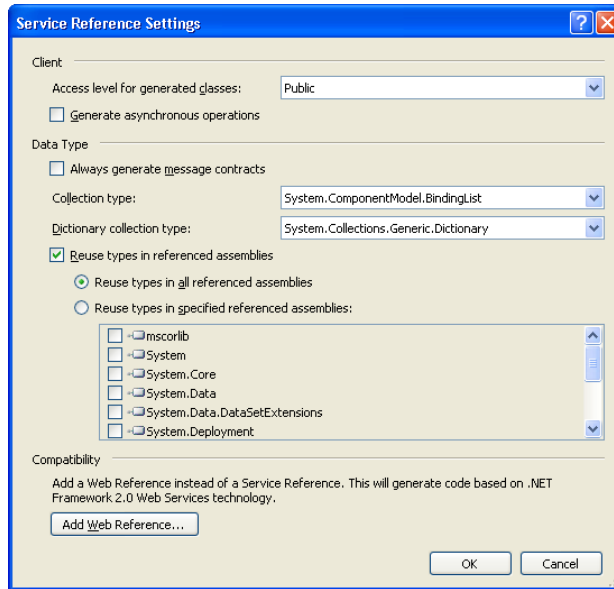 Service Reference Settings
Client
Access level for generated classes: Public
Generate asynchronous operations
Data Type
Always generate message contracts
Collection type: System.ComponentModel.BindingList
Dictionary collection type: System.Collections.Generic.Dictionary
Reuse types in referenced assemblies
Reuse types in all referenced assemblies
Reuse types in specified referenced assemblies:
mscorlib
System
System.Core
System.Data
System.Data.DataSetExtensions
System.Deployment
Compatibility
Add a Web Reference instead of a Service Reference. This will generate code based on .NET
Framework 2.0 Web Services technology.
Add Web Reference...
OK Cancel